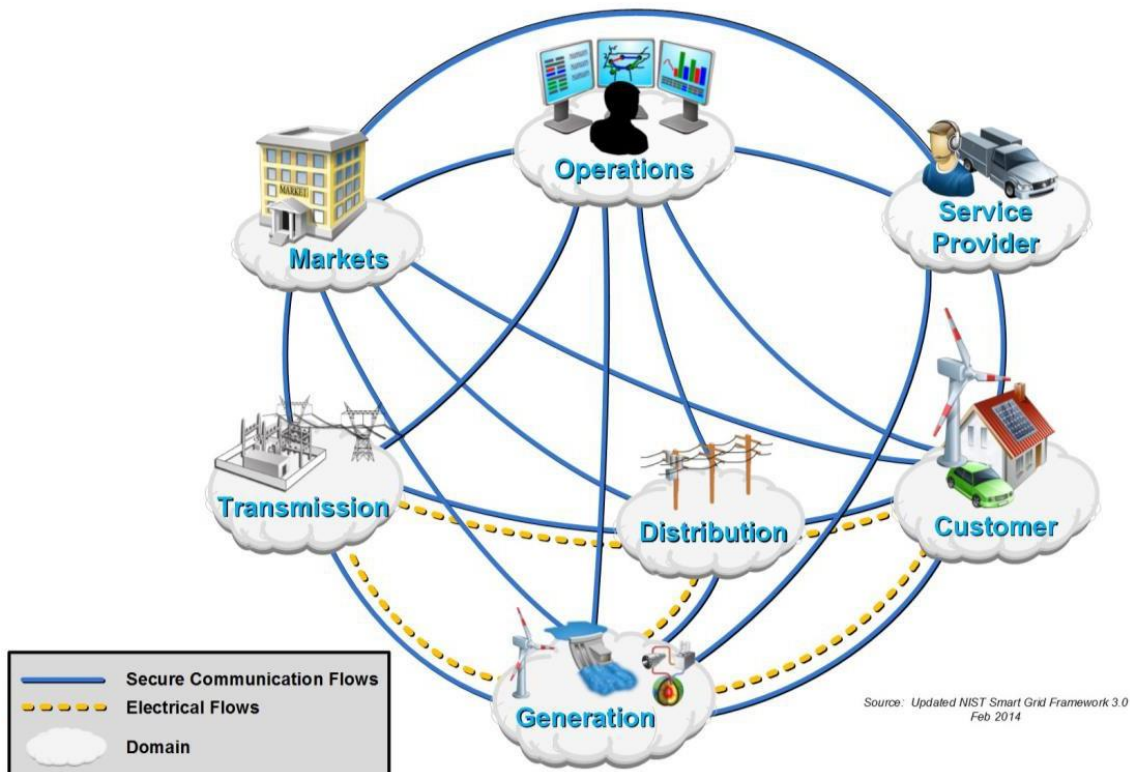 Operations
MARKET
Markets
Service
Provider
Transmission
Distribution
Customer
Generation
Secure Communication Flows
Electrical Flows
Domain
Source: Updated NIST Smart Grid Framework 3.0
Feb 2014